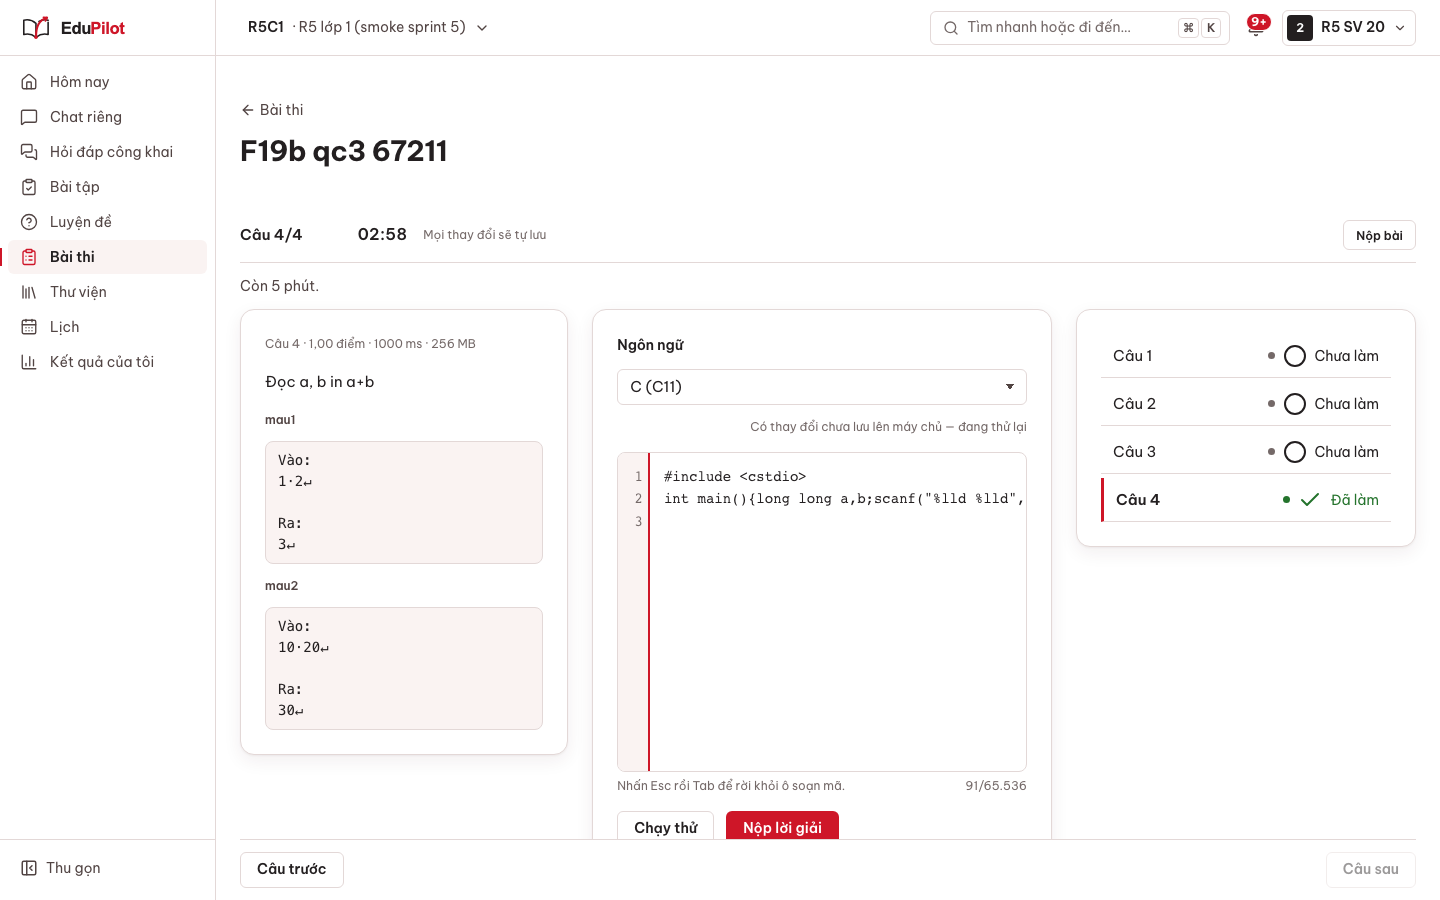 EduPilot
R5C1 · R5 lớp 1 (smoke sprint 5)
Tìm nhanh hoặc đi đến...
⌘ K
9+
2 R5 SV 20
Hôm nay
Chat riêng
Hỏi đáp công khai
Bài tập
Luyện đề
Bài thi
Thư viện
Lịch
Kết quả của tôi
Thu gọn
← Bài thi
F19b qc3 67211
Câu 4/4 02:58 Mọi thay đổi sẽ tự lưu
Nộp bài
Còn 5 phút.
Câu 4 · 1,00 điểm · 1000 ms · 256 MB
Đọc a, b in a+b
mau1
Vào:
1·2↵
Ra:
3↵
mau2
Vào:
10·20↵
Ra:
30↵
Ngôn ngữ
C (C11)
Có thay đổi chưa lưu lên máy chủ — đang thử lại
1 #include <cstdio>
2 int main(){long long a,b;scanf("%lld %lld",
3
Nhấn Esc rồi Tab để rời khỏi ô soạn mã.
91/65.536
Chạy thử
Nộp lời giải
Câu 1 Chưa làm
Câu 2 Chưa làm
Câu 3 Chưa làm
Câu 4 Đã làm
Câu trước
Câu sau